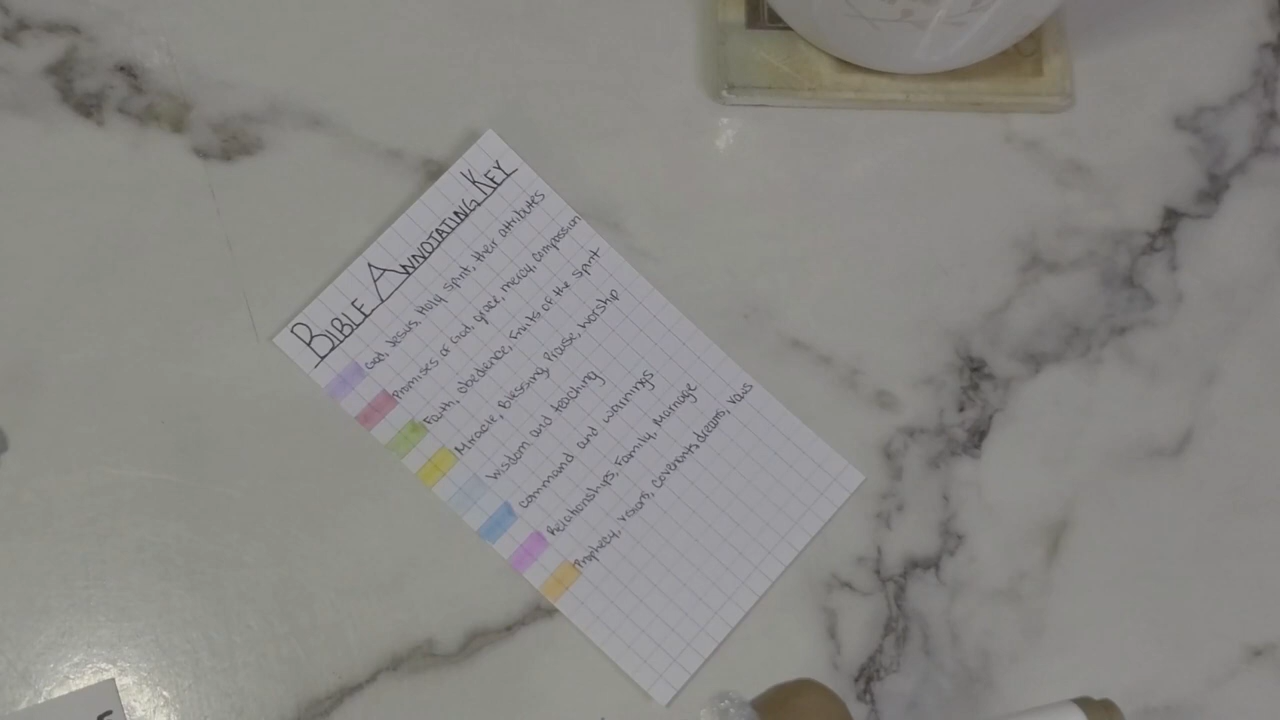 BIBLE ANNOTATING KEY
God, Jesus, Holy Spirit, their attributes
Promises of God, grace, mercy, compassion
Faith, obedience, Fruits of the Spirit
Miracle, Blessing, Praise, Worship
Wisdom and teaching
command and warnings
Relationships, Family, Marriage
Prophecy, visions, covenants, dreams, vows